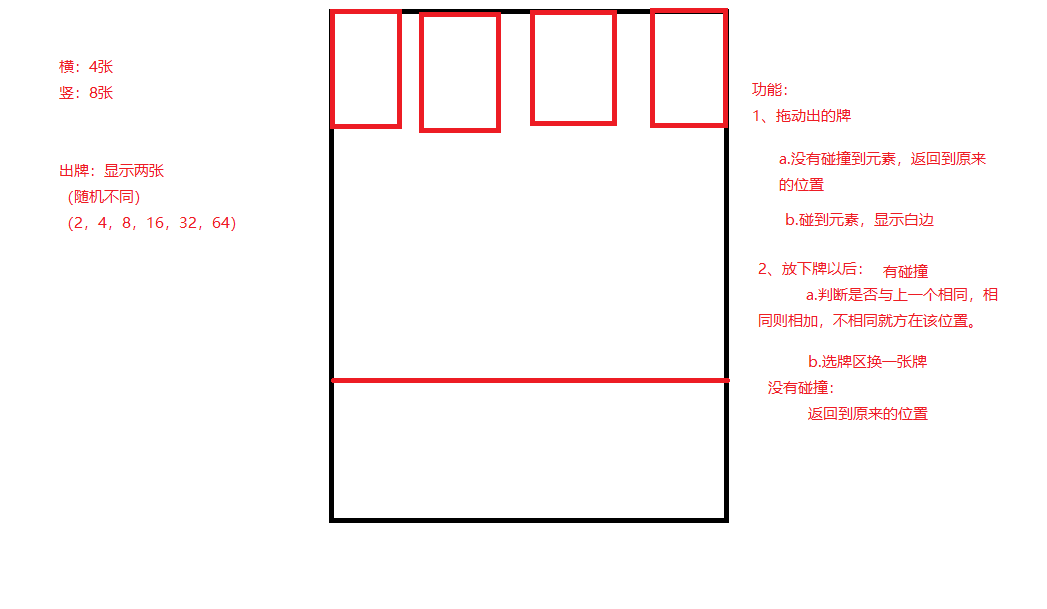 横：4张
竖：8张
出牌：显示两张
（随机不同）
（2，4，8，16，32，64）
功能：
1、拖动出的牌
a.没有碰撞到元素，返回到原来
的位置
b.碰到元素，显示白边
2、放下牌以后： 有碰撞
a.判断是否与上一个相同，相
同则相加，不相同就方在该位置。
b.选牌区换一张牌
没有碰撞：
返回到原来的位置